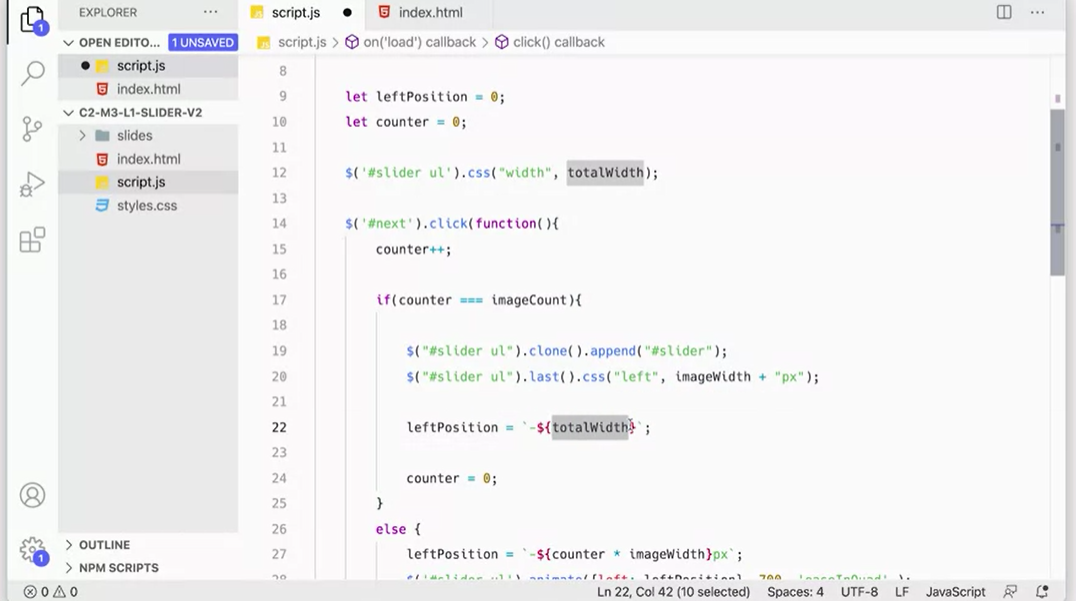 EXPLORER
script.js
index.html
OPEN EDITO...
1 UNSAVED
script.js > on('load') callback > click() callback
script.js
index.html
C2-M3-L1-SLIDER-V2
slides
index.html
script.js
styles.css
OUTLINE
NPM SCRIPTS
1
1
8
9 let leftPosition = 0;
10 let counter = 0;
11
12 $('#slider ul').css("width", totalWidth);
13
14 $('#next').click(function(){
15 counter++;
16
17 if(counter === imageCount){
18
19 $("#slider ul").clone().append("#slider");
20 $("#slider ul").last().css("left", imageWidth + "px");
21
22 leftPosition = `-${totalWidth}`;
23
24 counter = 0;
25 }
26 else {
27 leftPosition = `-${counter * imageWidth}px`;
0 0 Ln 22, Col 42 (10 selected) Spaces: 4 UTF-8 LF JavaScript